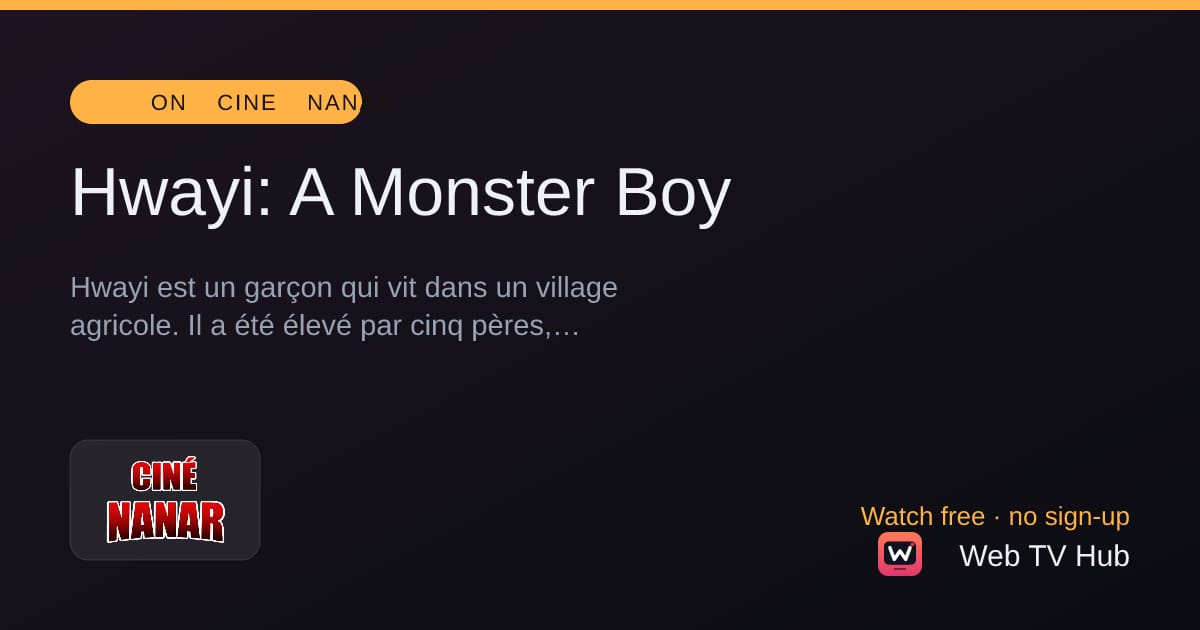 ON CINE NAN
Hwayi: A Monster Boy
Hwayi est un garçon qui vit dans un village
agricole. Il a été élevé par cinq pères,…
CINÉ
NANAR
Watch free · no sign-up
W
Web TV Hub